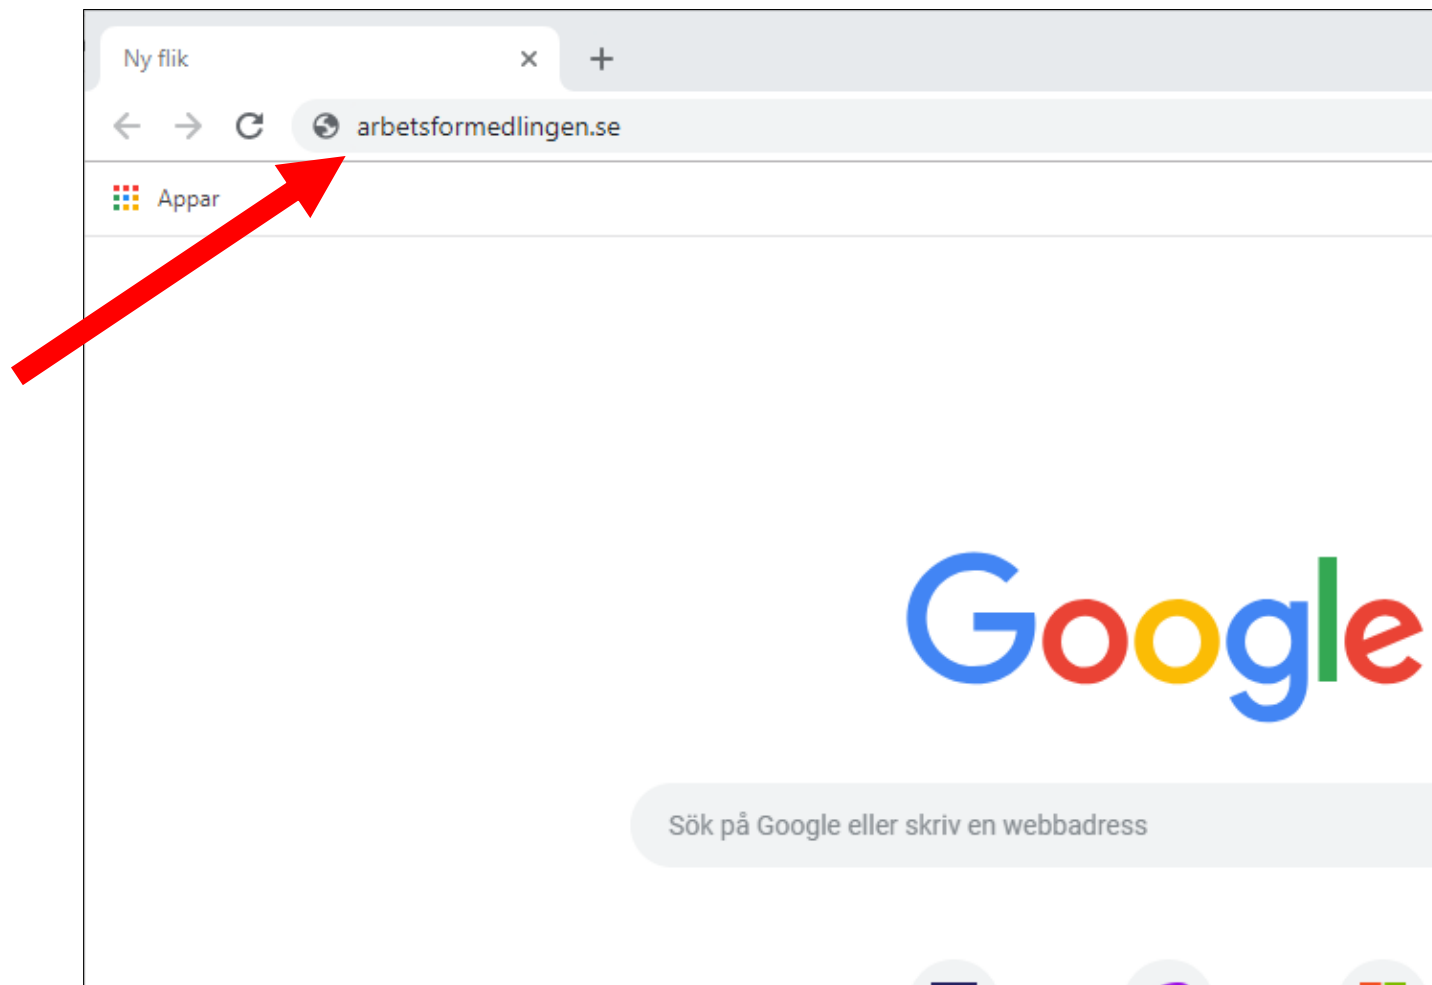 Ny flik
arbetsformedlingen.se
Appar
Google
Sök på Google eller skriv en webbadress